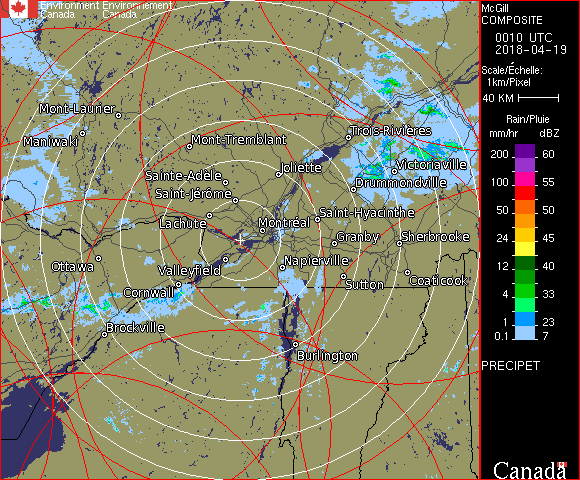 Environment Environnement
Canada Canada
McGill
COMPOSITE
0010 UTC
2018-04-19
Scale/Échelle:
1km/Pixel
40 KM
Rain/Pluie
mm/hr dBZ
200 60
100 55
50 50
24 45
12 40
4 33
1 23
0.1 7
PRECIPET
Canada
Mont-Laurier
Maniwaki
Mont-Tremblant
Trois-Rivières
Sainte-Adèle
Joliette
Victoriaville
Saint-Jérôme
Drummondville
Lachute
Montréal
Saint-Hyacinthe
Granby
Sherbrooke
Ottawa
Valleyfield
Napierville
Cornwall
Sutton
Coaticook
Brockville
Burlington